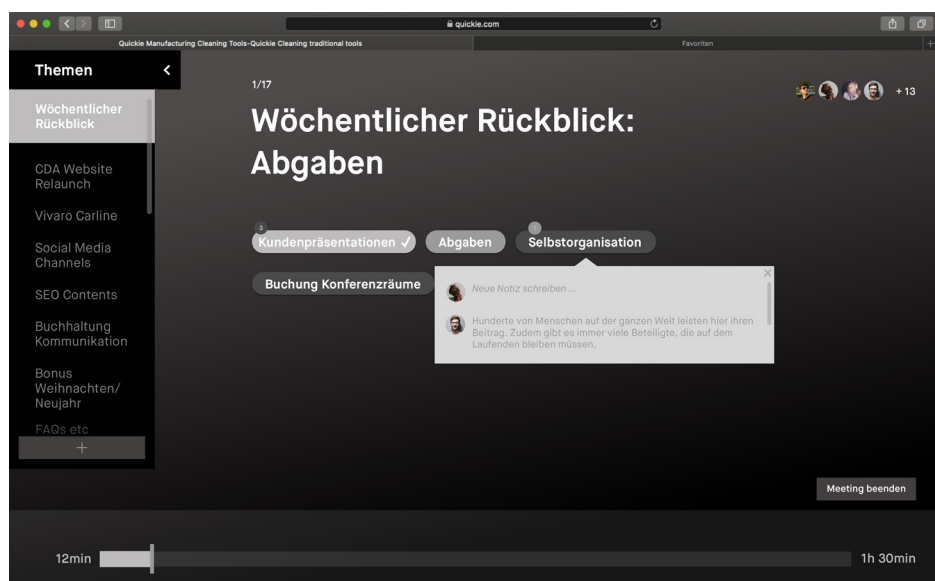 quickie.com
Quickie Manufacturing Cleaning Tools-Quickie Cleaning traditional tools
Favoriten
+
Themen
<
Wöchentlicher
Rückblick
CDA Website
Relaunch
Vivaro Carline
Social Media
Channels
SEO Contents
Buchhaltung
Kommunikation
Bonus
Weihnachten/
Neujahr
FAQs etc
+
1/17
+ 13
Wöchentlicher Rückblick:
Abgaben
3
Kundenpräsentationen ✓
Abgaben
1
Selbstorganisation
Buchung Konferenzräume
X
Neue Notiz schreiben ...
Hunderte von Menschen auf der ganzen Welt leisten hier ihren
Beitrag. Zudem gibt es immer viele Beteiligte, die auf dem
Laufenden bleiben müssen.
Meeting beenden
12min
1h 30min